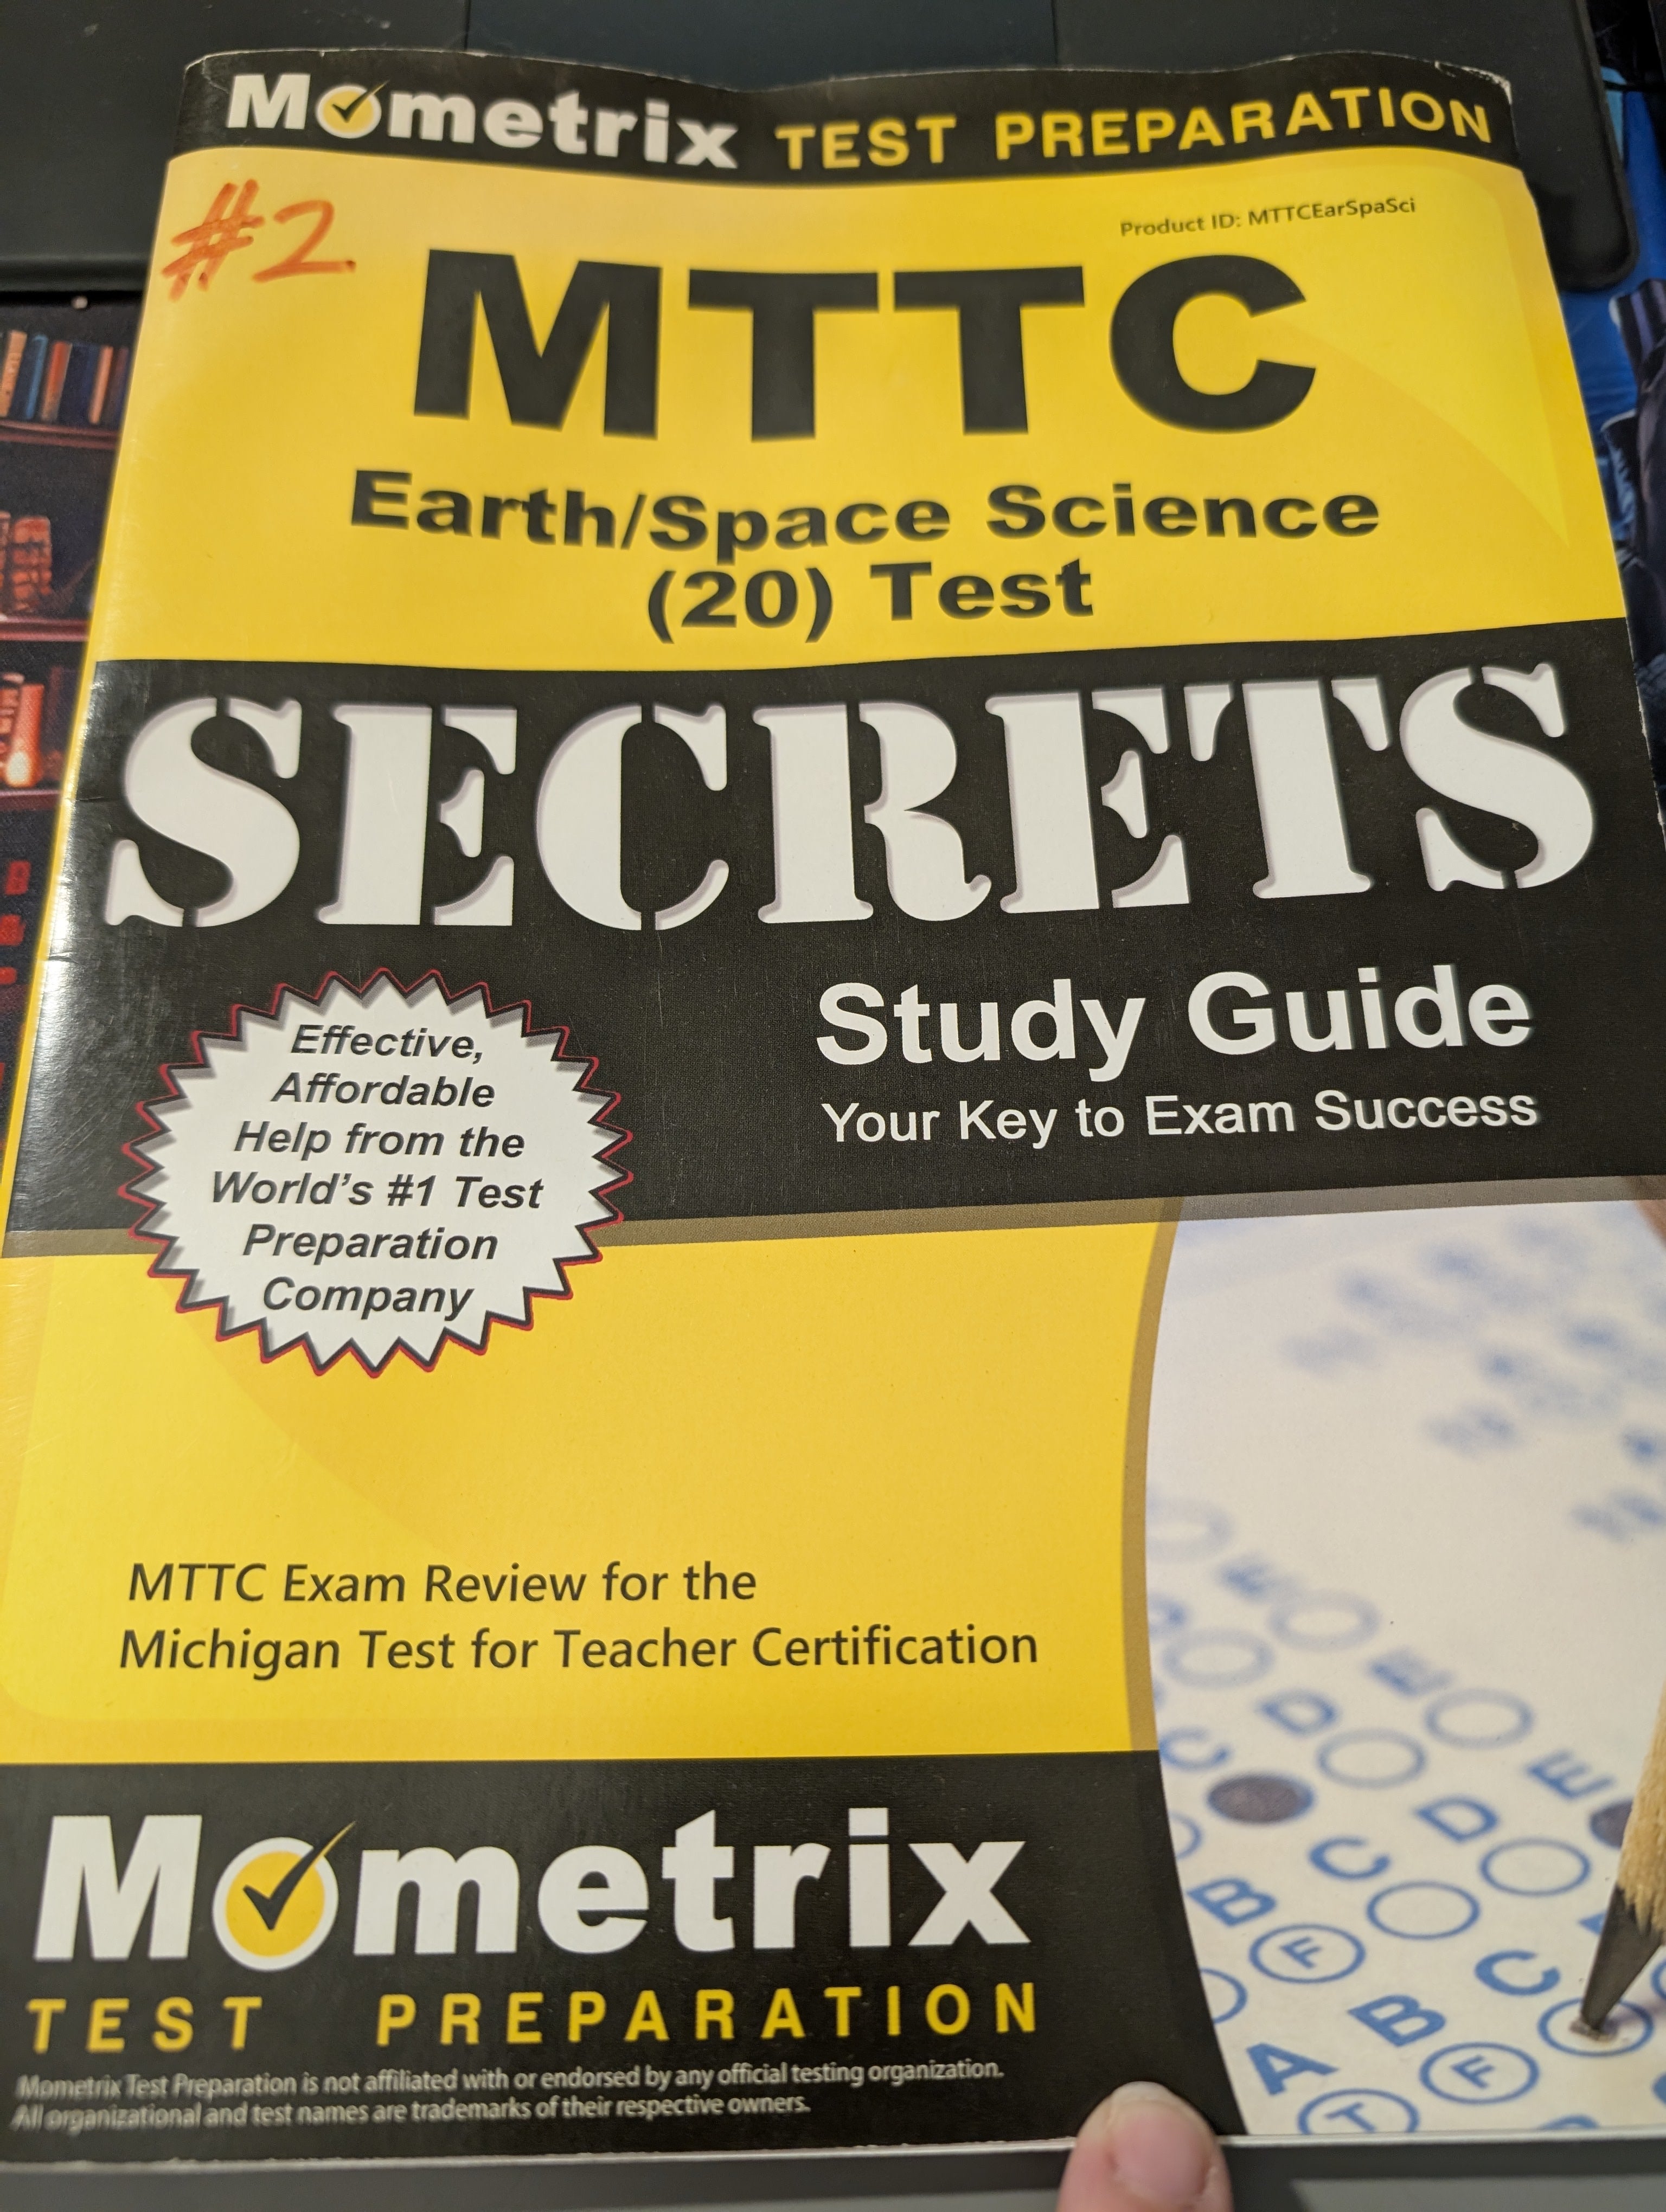 Mometrix TEST PREPARATION
#2.
Product ID: MTTCEarSpaSci
MTTC
Earth/Space Science
(20) Test
SECRETS
Study Guide
Your Key to Exam Success
Effective,
Affordable
Help from the
World's #1 Test
Preparation
Company
MTTC Exam Review for the
Michigan Test for Teacher Certification
Mometrix
TEST PREPARATION
Mometrix Test Preparation is not affiliated with or endorsed by any official testing organization.
All organizational and test names are trademarks of their respective owners.
E
E
D
E
C
D
C
B
F
C
B
F
A
T